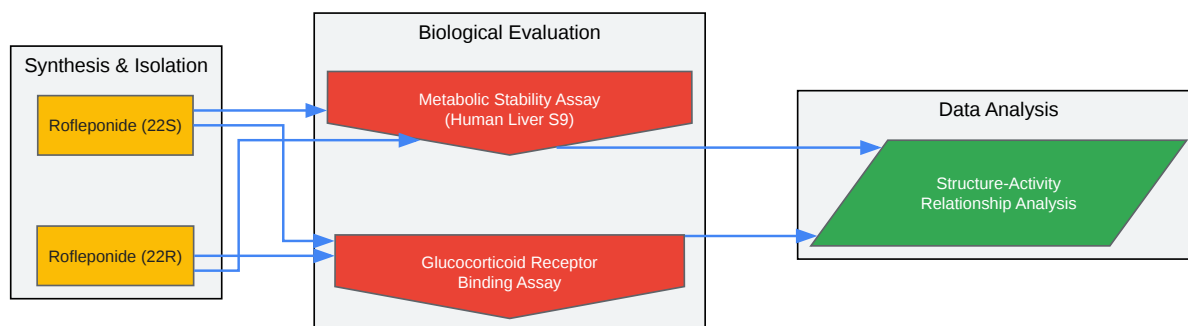 Synthesis & Isolation
Rofleponide (22S)
Rofleponide (22R)
Biological Evaluation
Metabolic Stability Assay
(Human Liver S9)
Glucocorticoid Receptor
Binding Assay
Data Analysis
Structure-Activity
Relationship Analysis